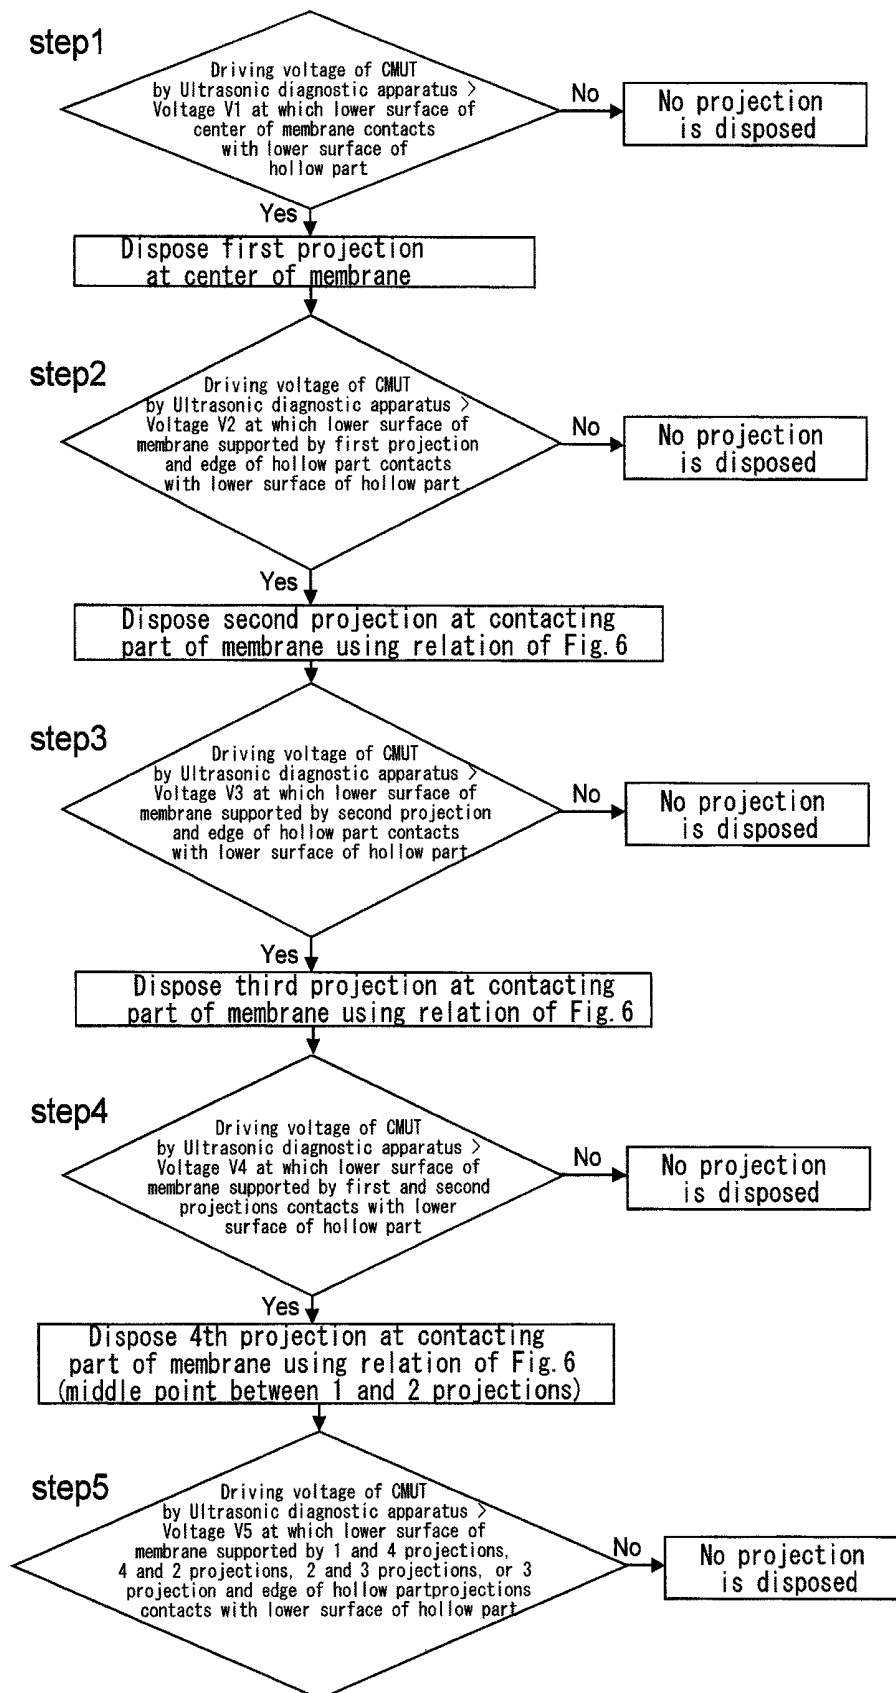 step1
Driving voltage of CMUT
by Ultrasonic diagnostic apparatus >
Voltage V1 at which lower surface of
center of membrane contacts
with lower surface of
hollow part
No
No projection
is disposed
Yes
Dispose first projection
at center of membrane
step2
Driving voltage of CMUT
by Ultrasonic diagnostic apparatus >
Voltage V2 at which lower surface of
membrane supported by first projection
and edge of hollow part contacts
with lower surface of hollow part
No
No projection
is disposed
Yes
Dispose second projection at contacting
part of membrane using relation of Fig.6
step3
Driving voltage of CMUT
by Ultrasonic diagnostic apparatus >
Voltage V3 at which lower surface of
membrane supported by second projection
and edge of hollow part contacts
with lower surface of hollow part
No
No projection
is disposed
Yes
Dispose third projection at contacting
part of membrane using relation of Fig.6
step4
Driving voltage of CMUT
by Ultrasonic diagnostic apparatus >
Voltage V4 at which lower surface of
membrane supported by first and second
projections contacts with lower
surface of hollow part
No
No projection
is disposed
Yes
Dispose 4th projection at contacting
part of membrane using relation of Fig.6
(middle point between 1 and 2 projections)
step5
Driving voltage of CMUT
by Ultrasonic diagnostic apparatus >
Voltage V5 at which lower surface of
membrane supported by 1 and 4 projections,
4 and 2 projections, 2 and 3 projections, or 3
projection and edge of hollow partprojections
contacts with lower surface of hollow part
No
No projection
is disposed